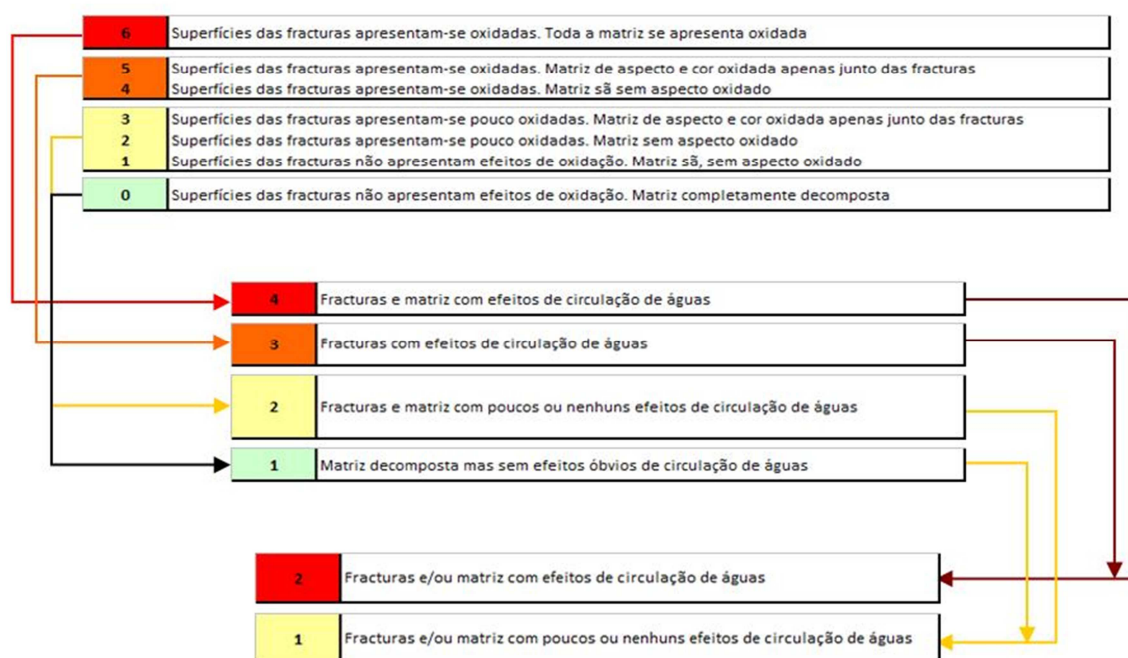 6 Superfícies das fracturas apresentam-se oxidadas. Toda a matriz se apresenta oxidada
5 Superfícies das fracturas apresentam-se oxidadas. Matriz de aspecto e cor oxidada apenas junto das fracturas
4 Superfícies das fracturas apresentam-se oxidadas. Matriz sã sem aspecto oxidado
3 Superfícies das fracturas apresentam-se pouco oxidadas. Matriz de aspecto e cor oxidada apenas junto das fracturas
2 Superfícies das fracturas apresentam-se pouco oxidadas. Matriz sem aspecto oxidado
1 Superfícies das fracturas não apresentam efeitos de oxidação. Matriz sã, sem aspecto oxidado
0 Superfícies das fracturas não apresentam efeitos de oxidação. Matriz completamente decomposta
4 Fracturas e matriz com efeitos de circulação de águas
3 Fracturas com efeitos de circulação de águas
2 Fracturas e matriz com poucos ou nenhuns efeitos de circulação de águas
1 Matriz decomposta mas sem efeitos óbvios de circulação de águas
2 Fracturas e/ou matriz com efeitos de circulação de águas
1 Fracturas e/ou matriz com poucos ou nenhuns efeitos de circulação de águas